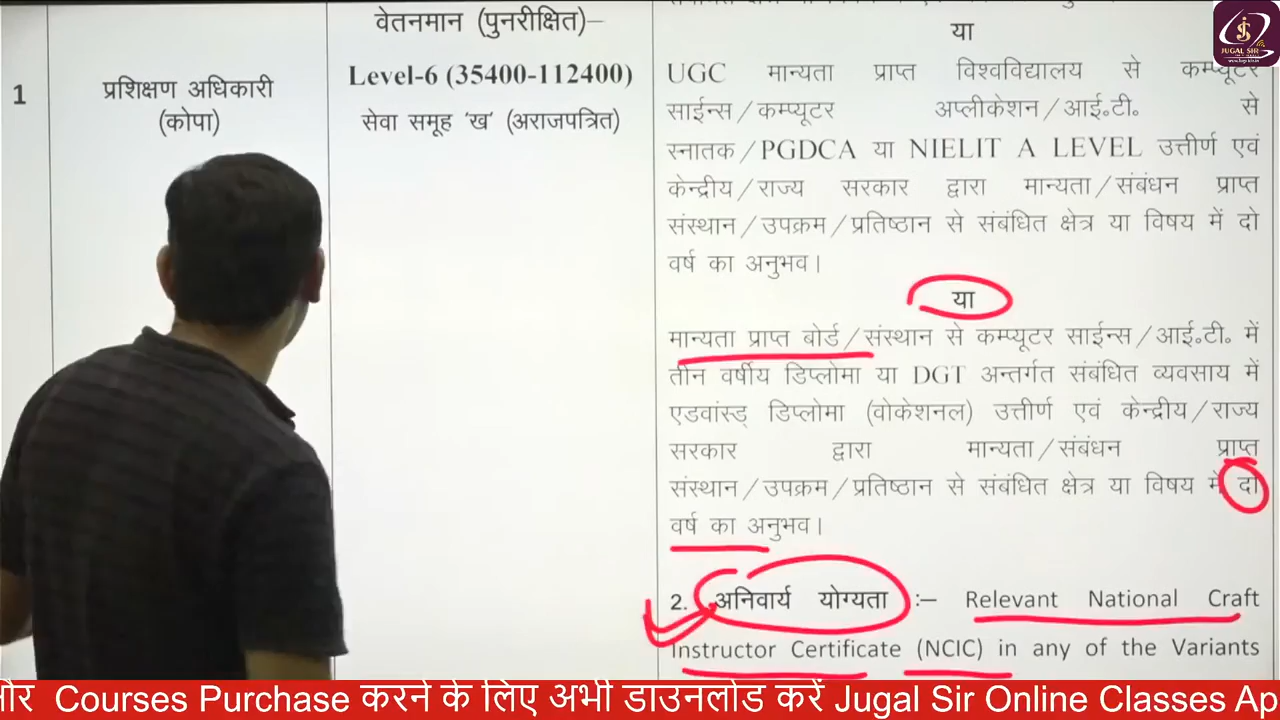 वेतनमान (पुनरीक्षित)–
Level-6 (35400-112400)
सेवा समूह 'ख' (अराजपत्रित)
1
प्रशिक्षण अधिकारी
(कोपा)
या
UGC मान्यता प्राप्त विश्वविद्यालय से कम्प्यूटर
साईन्स/कम्प्यूटर अप्लीकेशन/आई.टी. से
स्नातक/PGDCA या NIELIT A LEVEL उत्तीर्ण एवं
केन्द्रीय/राज्य सरकार द्वारा मान्यता/संबंधन प्राप्त
संस्थान/उपक्रम/प्रतिष्ठान से संबंधित क्षेत्र या विषय में दो
वर्ष का अनुभव।
या
मान्यता प्राप्त बोर्ड/संस्थान से कम्प्यूटर साईन्स/आई.टी. में
तीन वर्षीय डिप्लोमा या DGT अन्तर्गत संबंधित व्यवसाय में
एडवांस्ड् डिप्लोमा (वोकेशनल) उत्तीर्ण एवं केन्द्रीय/राज्य
सरकार द्वारा मान्यता/संबंधन प्राप्त
संस्थान/उपक्रम/प्रतिष्ठान से संबंधित क्षेत्र या विषय में दो
वर्ष का अनुभव।
2. अनिवार्य योग्यता :– Relevant National Craft
Instructor Certificate (NCIC) in any of the Variants
JUGAL SIR
और Courses Purchase करने के लिए अभी डाउनलोड करें Jugal Sir Online Classes Ap